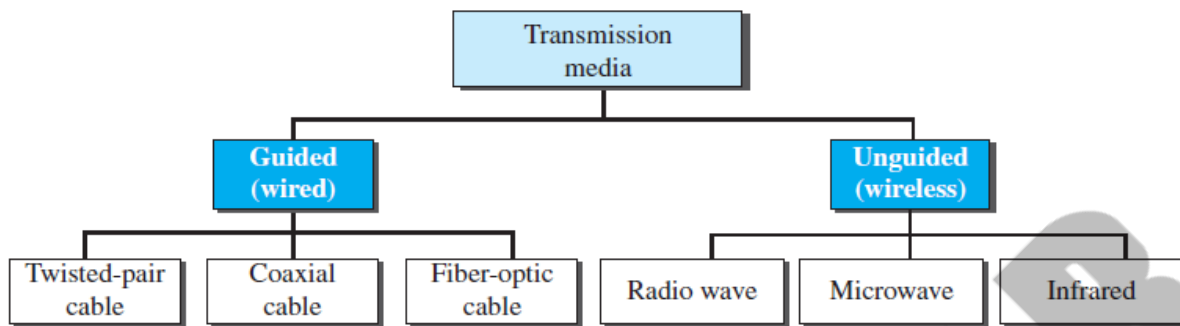 Transmission
media
Guided
(wired)
Unguided
(wireless)
Twisted-pair
cable
Coaxial
cable
Fiber-optic
cable
Radio wave
Microwave
Infrared